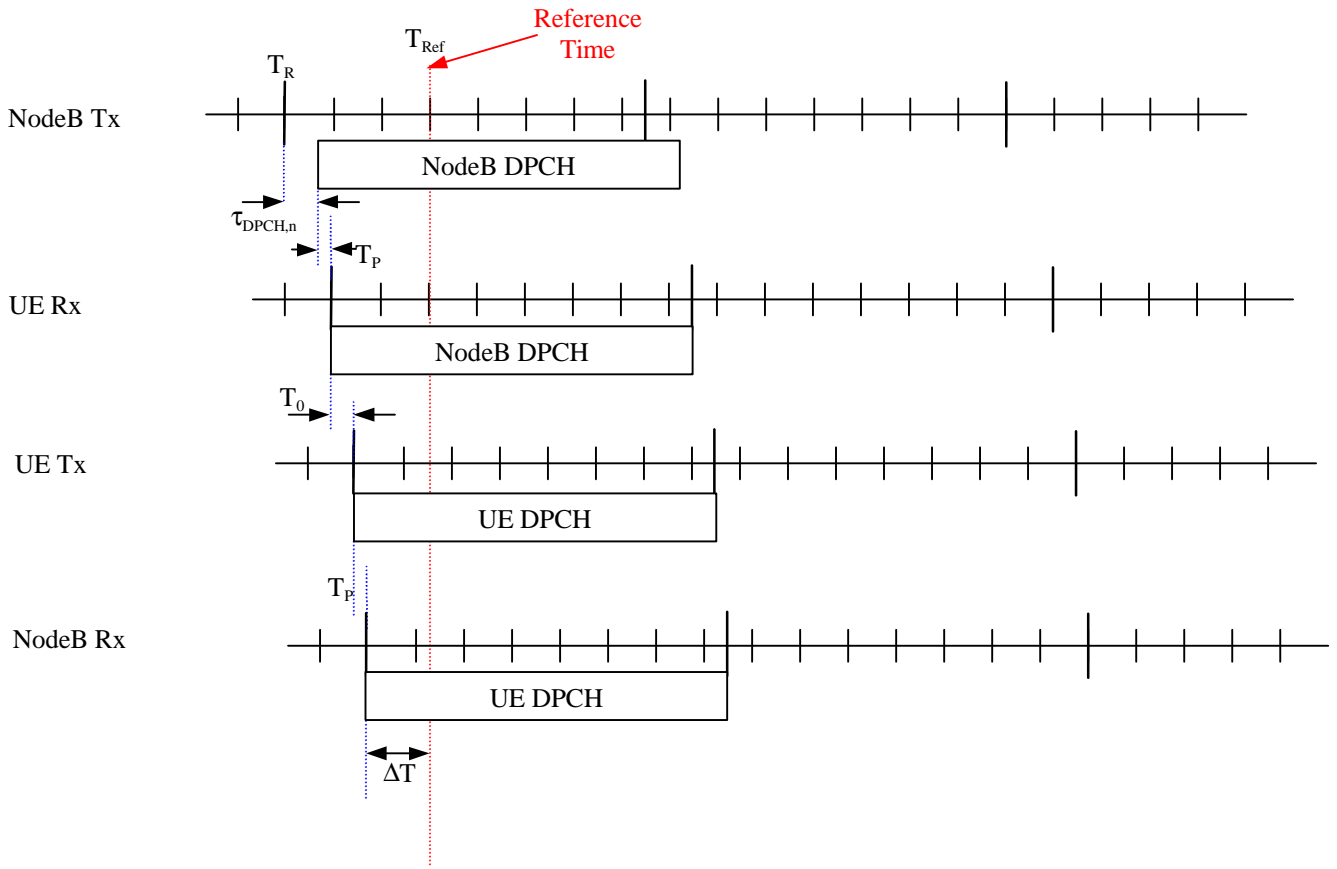 Reference
Time
T_Ref
T_R
NodeB Tx
NodeB DPCH
τ_DPCH,n
T_P
UE Rx
NodeB DPCH
T_0
UE Tx
UE DPCH
T_P
NodeB Rx
UE DPCH
ΔT